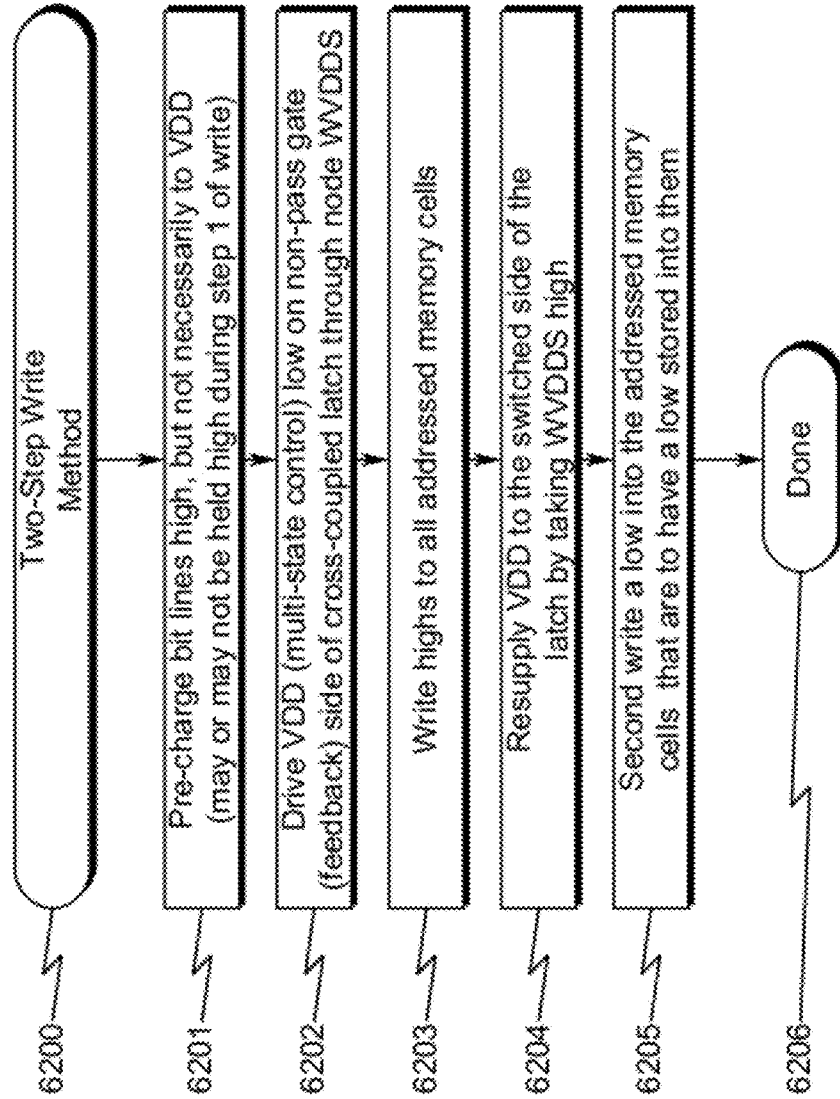 Two-Step Write
Method
6200
Pre-charge bit lines high, but not necessarily to VDD
(may or may not be held high during step 1 of write)
6201
Drive VDD (multi-state control) low on non-pass gate
(feedback) side of cross-coupled latch through node WVDDS
6202
Write highs to all addressed memory cells
6203
Resupply VDD to the switched side of the
latch by taking WVDDS high
6204
Second write a low into the addressed memory
cells that are to have a low stored into them
6205
Done
6206